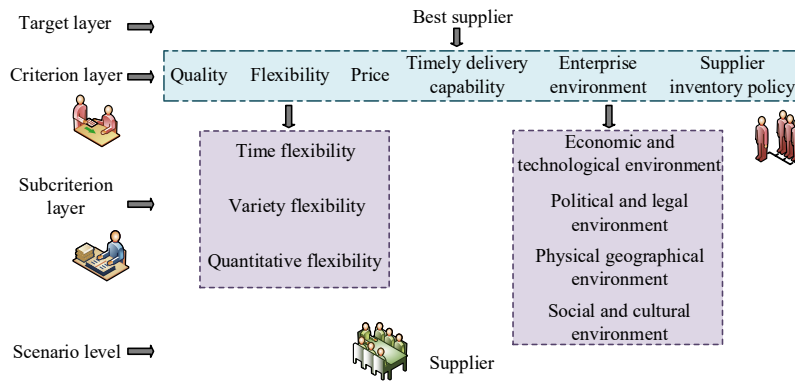 Target layer
Best supplier
Criterion layer
Quality
Flexibility
Price
Timely delivery
capability
Enterprise
environment
Supplier
inventory policy
Subcriterion
layer
Time flexibility
Variety flexibility
Quantitative flexibility
Economic and
technological environment
Political and legal
environment
Physical geographical
environment
Social and cultural
environment
Scenario level
Supplier